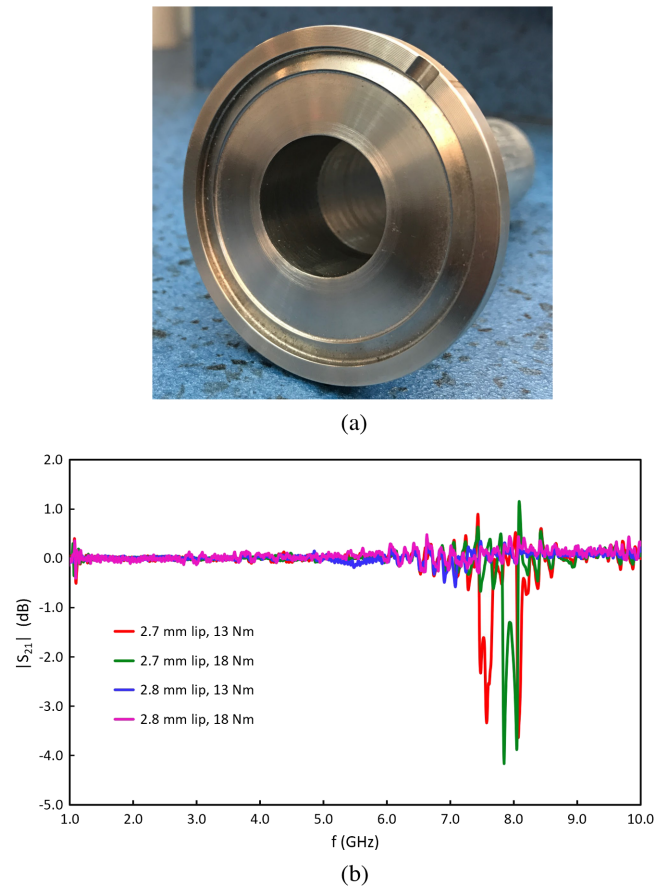 (a)
2.0
1.0
0.0
-1.0
-2.0
-3.0
-4.0
-5.0
|S21| (dB)
2.7 mm lip, 13 Nm
2.7 mm lip, 18 Nm
2.8 mm lip, 13 Nm
2.8 mm lip, 18 Nm
1.0 2.0 3.0 4.0 5.0 6.0 7.0 8.0 9.0 10.0
f (GHz)
(b)